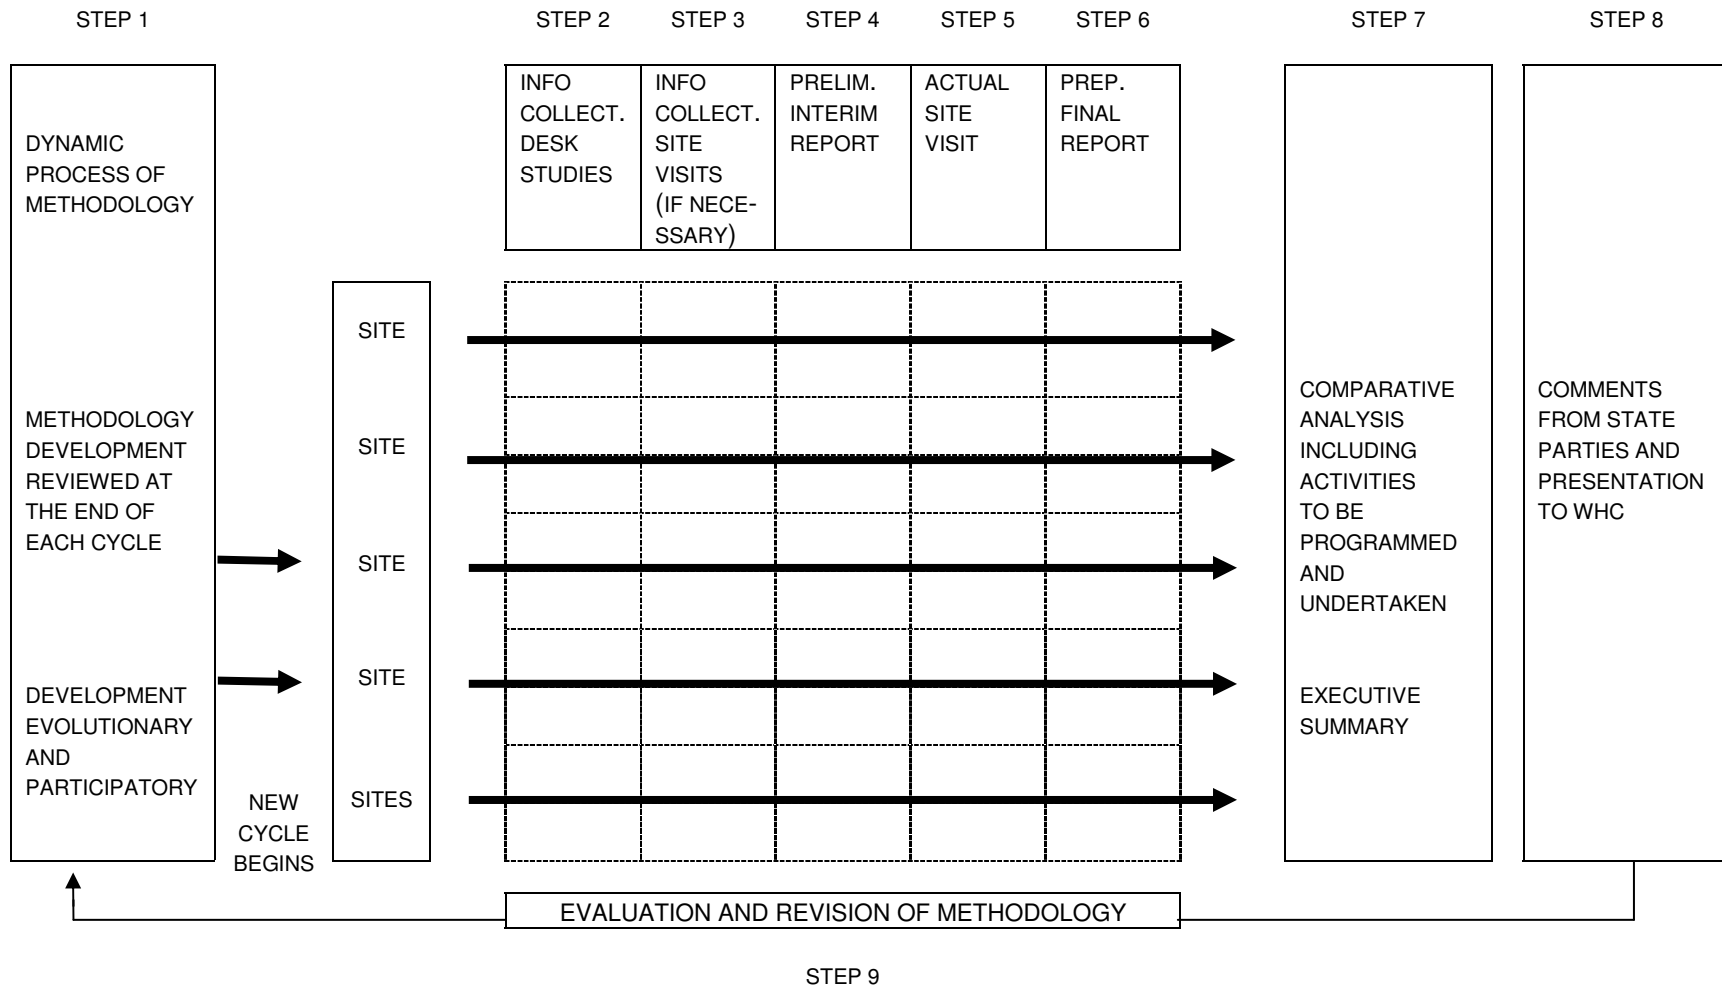 STEP 1
STEP 2
STEP 3
STEP 4
STEP 5
STEP 6
STEP 7
STEP 8
DYNAMIC
PROCESS OF
METHODOLOGY
METHODOLOGY
DEVELOPMENT
REVIEWED AT
THE END OF
EACH CYCLE
DEVELOPMENT
EVOLUTIONARY
AND
PARTICIPATORY
NEW
CYCLE
BEGINS
SITE
SITE
SITE
SITE
SITES
INFO
COLLECT.
DESK
STUDIES
INFO
COLLECT.
SITE
VISITS
(IF NECE-
SSARY)
PRELIM.
INTERIM
REPORT
ACTUAL
SITE
VISIT
PREP.
FINAL
REPORT
COMPARATIVE
ANALYSIS
INCLUDING
ACTIVITIES
TO BE
PROGRAMMED
AND
UNDERTAKEN
EXECUTIVE
SUMMARY
COMMENTS
FROM STATE
PARTIES AND
PRESENTATION
TO WHC
EVALUATION AND REVISION OF METHODOLOGY
STEP 9